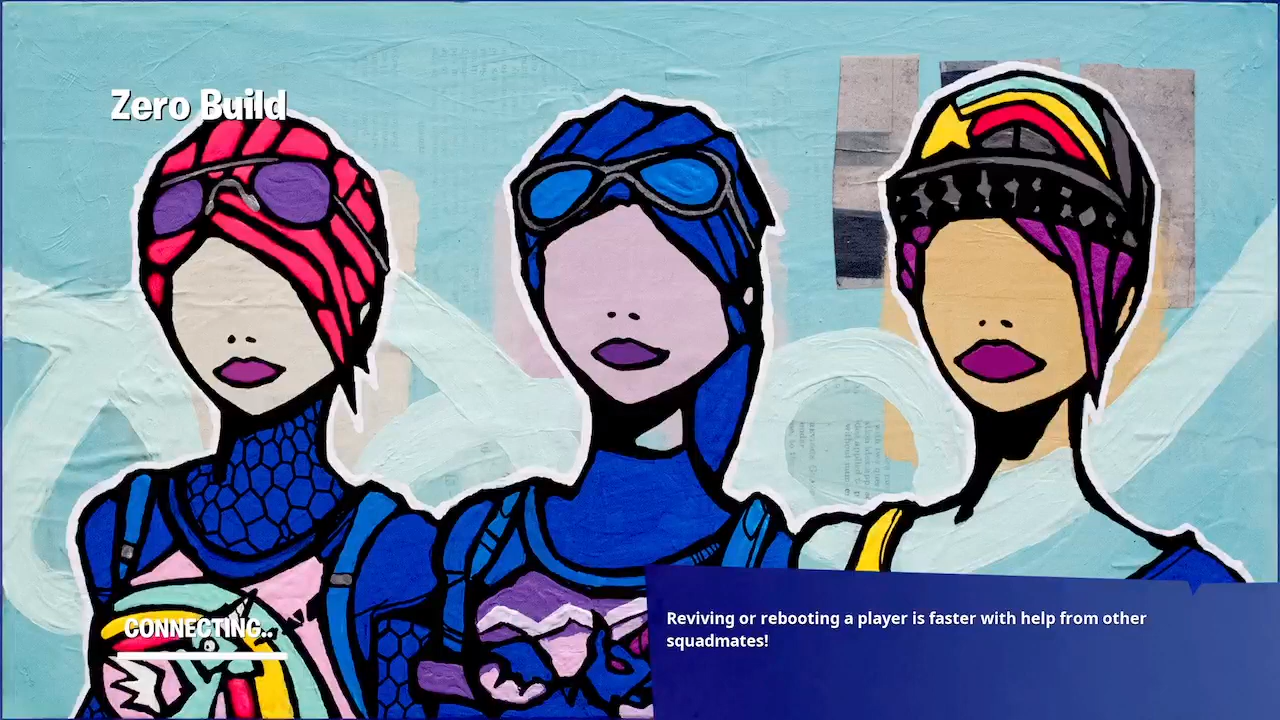 Zero Build
CONNECTING..
Reviving or rebooting a player is faster with help from other
squadmates!